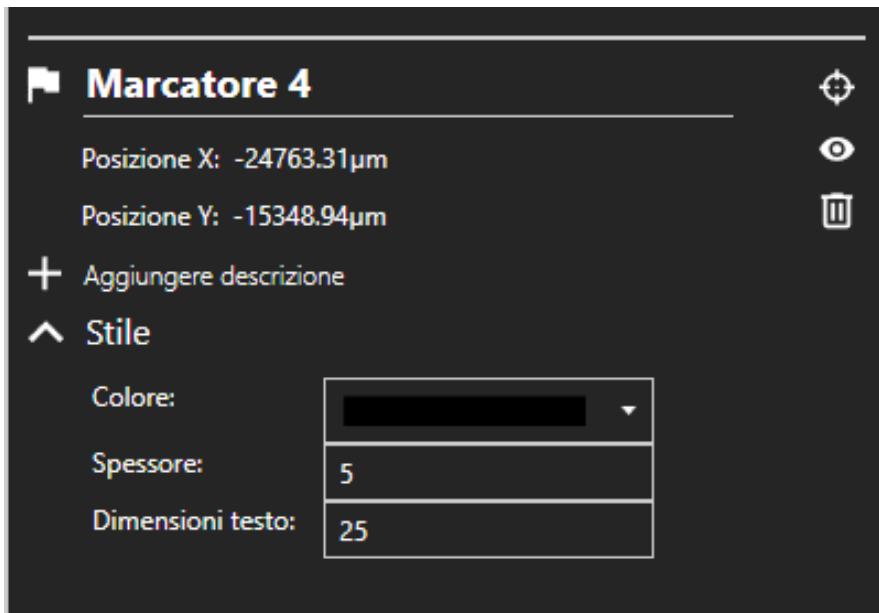 Marcatore 4
Posizione X: -24763.31µm
Posizione Y: -15348.94µm
Aggiungere descrizione
Stile
Colore:
Spessore: 5
Dimensioni testo: 25